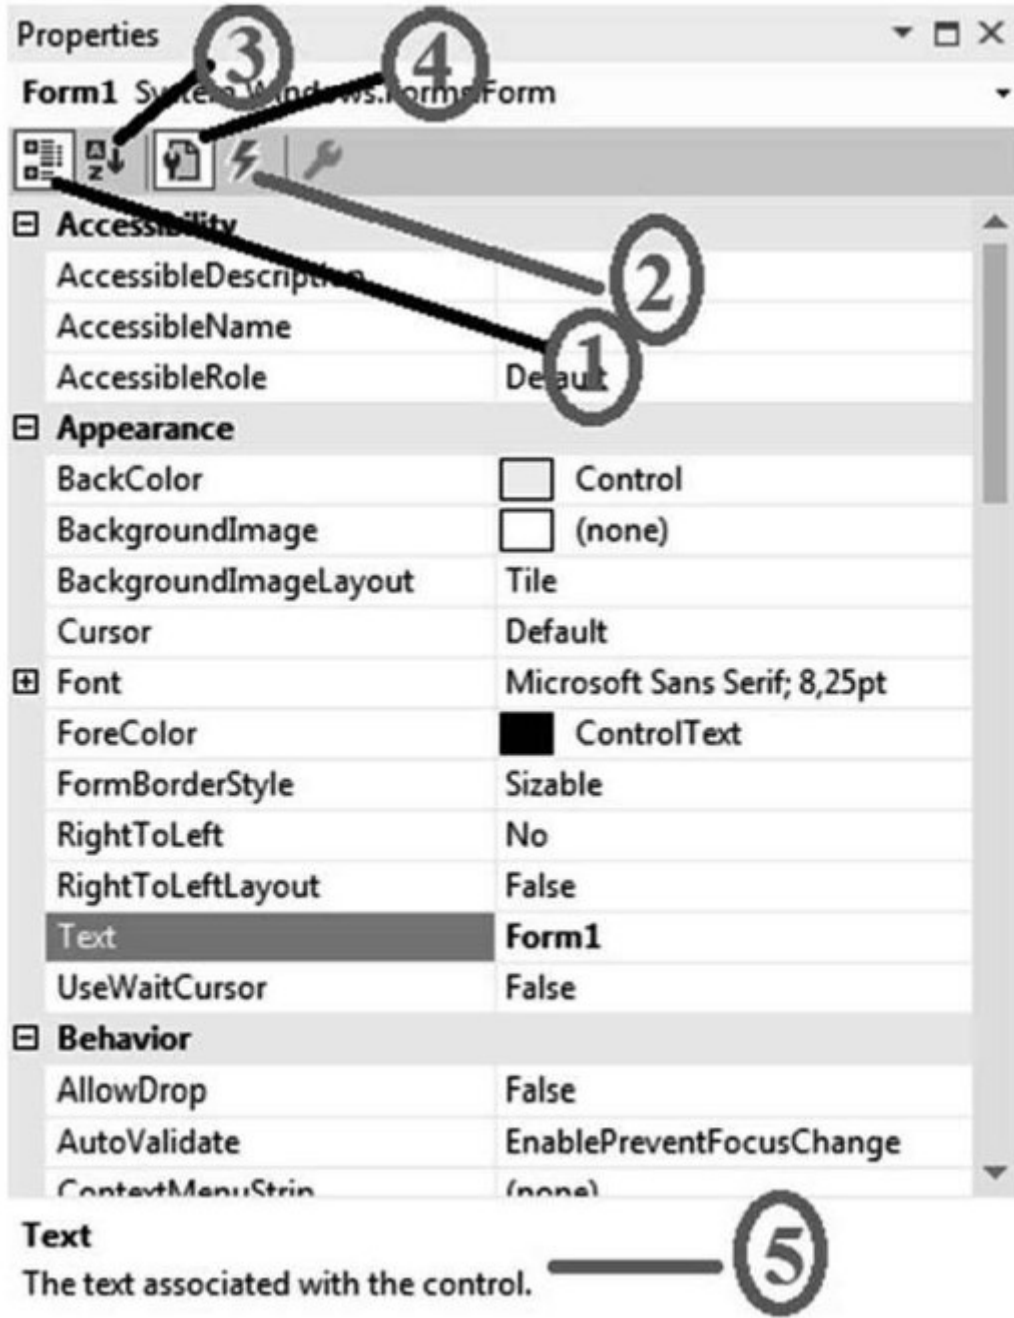 Properties
3
4
Form1 System.Windows.Forms.Form
A
Z
Accessibility
AccessibleDescription
2
AccessibleName
1
AccessibleRole Default
Appearance
BackColor Control
BackgroundImage (none)
BackgroundImageLayout Tile
Cursor Default
Font Microsoft Sans Serif; 8,25pt
ForeColor ControlText
FormBorderStyle Sizable
RightToLeft No
RightToLeftLayout False
Text Form1
UseWaitCursor False
Behavior
AllowDrop False
AutoValidate EnablePreventFocusChange
ContextMenuStrip (none)
Text
The text associated with the control.
5